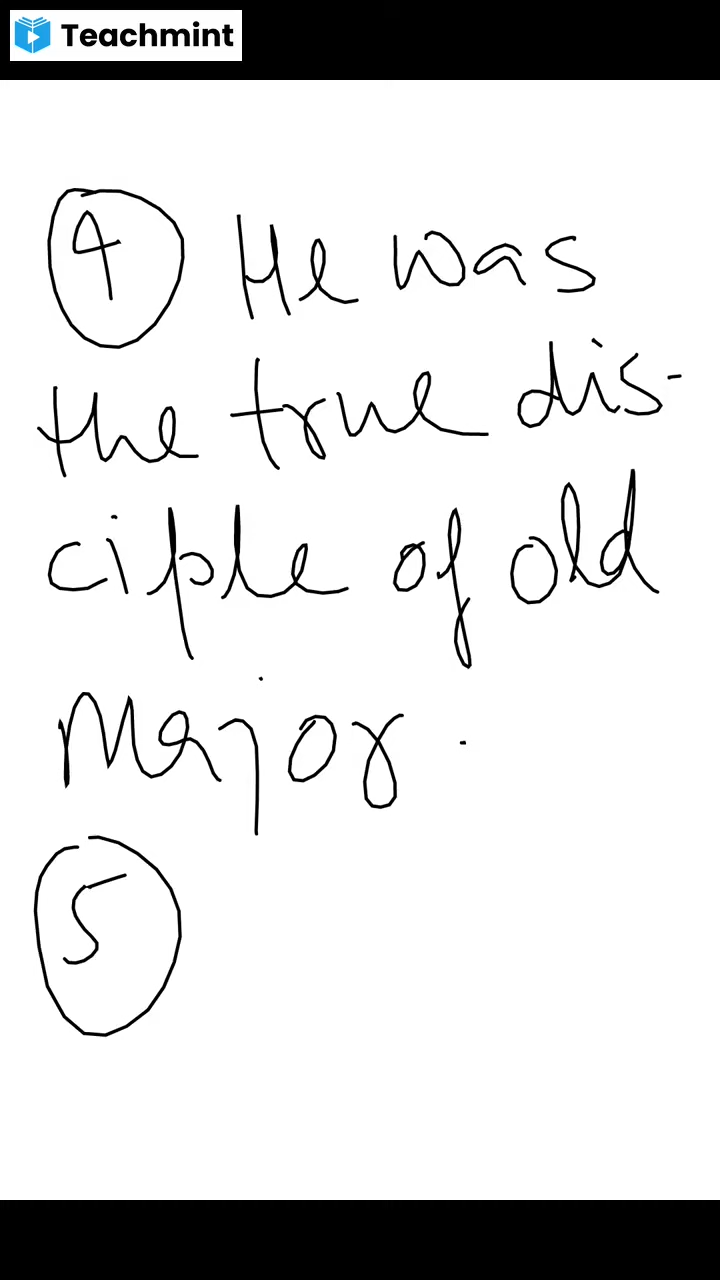 Teachmint
4 He was
the true dis-
ciple of old
Major.
5